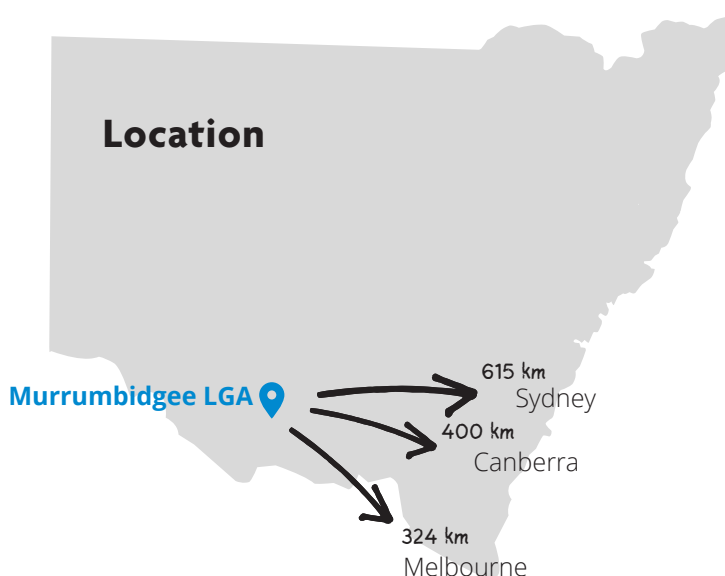 Location
Murrumbidgee LGA
615 km
Sydney
400 km
Canberra
324 km
Melbourne